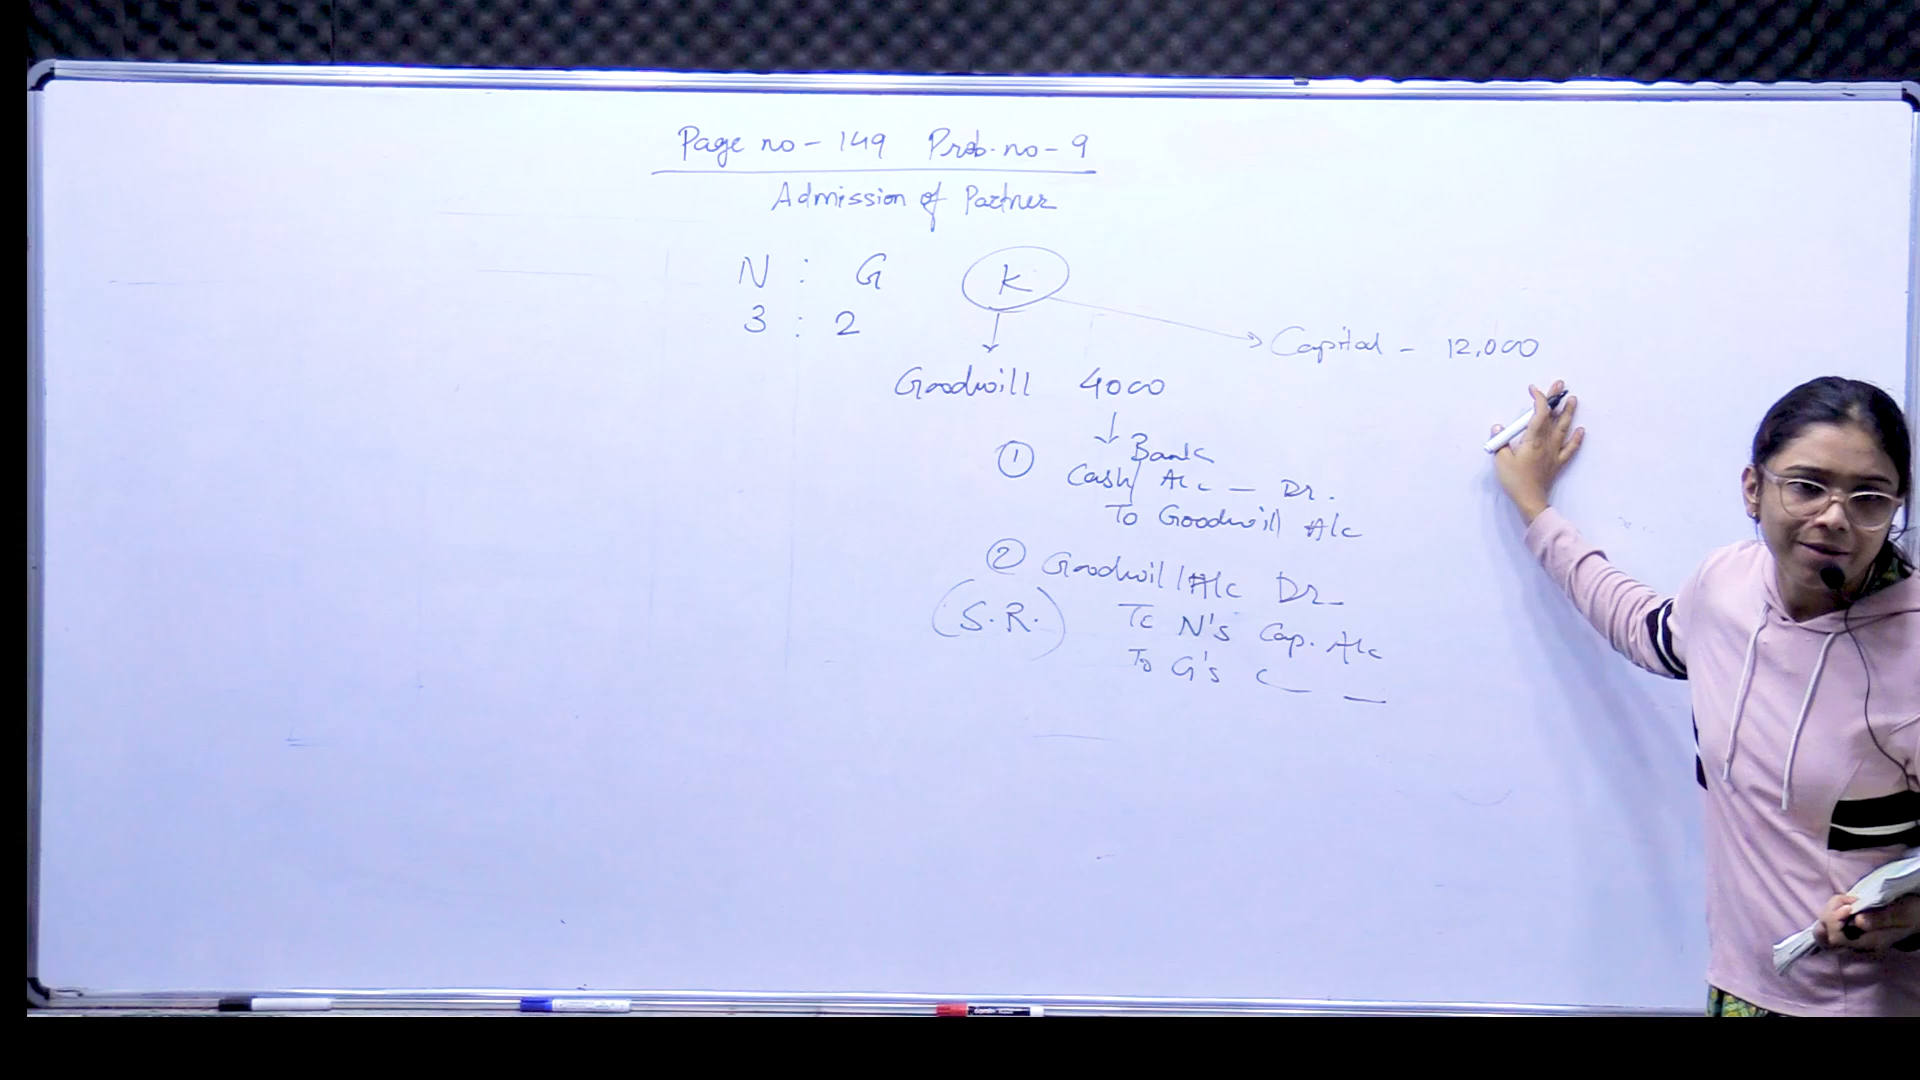 Page no - 149 Prob. no - 9
Admission of Partner
N : G K
3 : 2
Capital - 12,000
Goodwill 4000
① Bank
Cash/ A/c — Dr.
To Goodwill A/c
② Goodwill A/c Dr
(S.R.) To N's Cap. A/c
To G's C